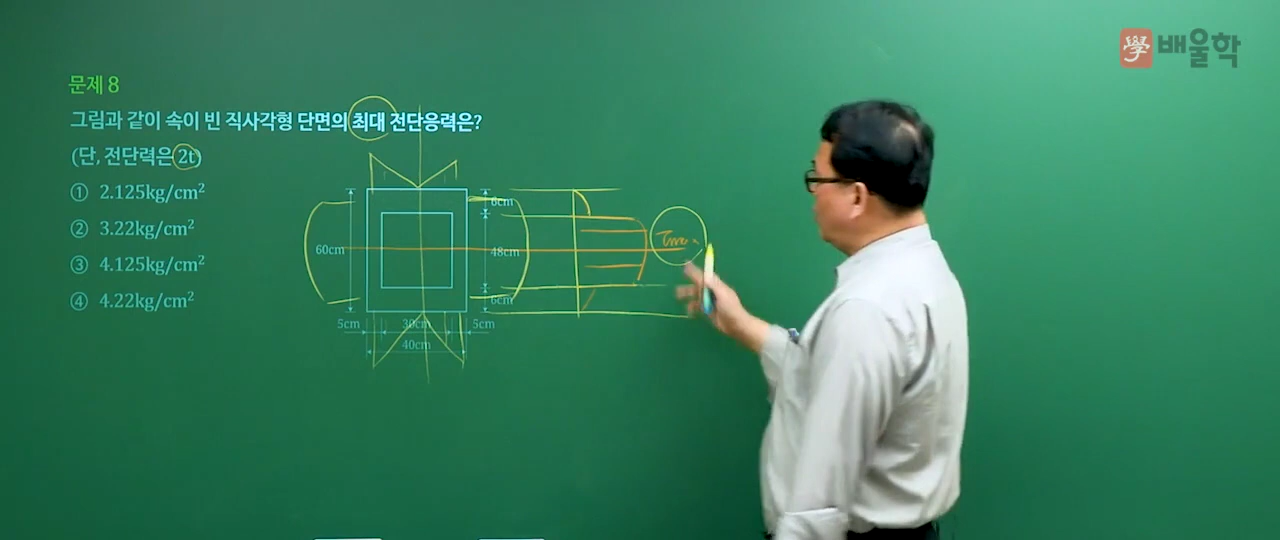 學 배울학
문제 8
그림과 같이 속이 빈 직사각형 단면의 최대 전단응력은?
(단, 전단력은 2t)
① 2.125kg/cm²
② 3.22kg/cm²
③ 4.125kg/cm²
④ 4.22kg/cm²
6cm
60cm
48cm
6cm
5cm 30cm 5cm
40cm
τmax